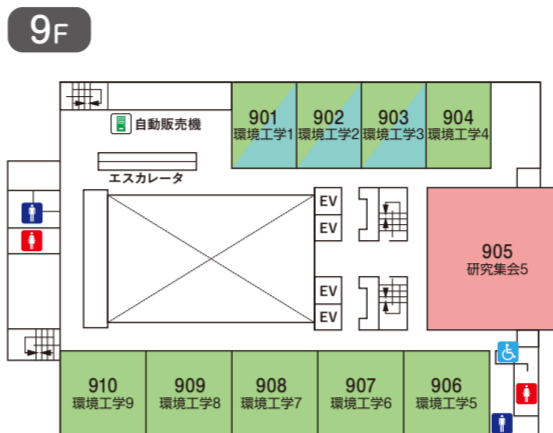 9F
901
環境工学1
902
環境工学2
903
環境工学3
904
環境工学4
自動販売機
エスカレータ
EV
EV
905
研究集会5
EV
EV
910
環境工学9
909
環境工学8
908
環境工学7
907
環境工学6
906
環境工学5